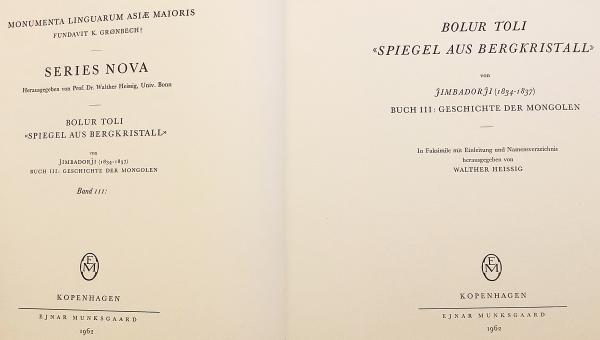 MONUMENTA LINGUARUM ASIÆ MAIORIS
FUNDAVIT K. GRØNBECH†
SERIES NOVA
Herausgegeben von Prof. Dr. Walther Heissig, Univ. Bonn
BOLUR TOLI
«SPIEGEL AUS BERGKRISTALL»
von
JIMBADORJI (1834-1837)
BUCH III: GESCHICHTE DER MONGOLEN
Band III:
EM
KOPENHAGEN
EJNAR MUNKSGAARD
1962
BOLUR TOLI
«SPIEGEL AUS BERGKRISTALL»
von
JIMBADORJI (1834-1837)
BUCH III: GESCHICHTE DER MONGOLEN
In Faksimile mit Einleitung und Namensverzeichnis
herausgegeben von
WALTHER HEISSIG
EM
KOPENHAGEN
EJNAR MUNKSGAARD
1962